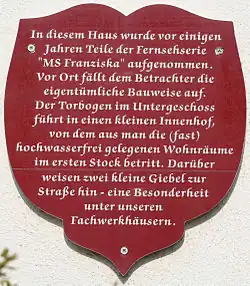 In diesem Haus wurde vor einigen
Jahren Teile der Fernsehserie
"MS Franziska" aufgenommen.
Vor Ort fällt dem Betrachter die
eigentümliche Bauweise auf.
Der Torbogen im Untergeschoss
führt in einen kleinen Innenhof,
von dem aus man die (fast)
hochwasserfrei gelegenen Wohnräume
im ersten Stock betritt. Darüber
weisen zwei kleine Giebel zur
Straße hin - eine Besonderheit
unter unseren
Fachwerkhäusern.